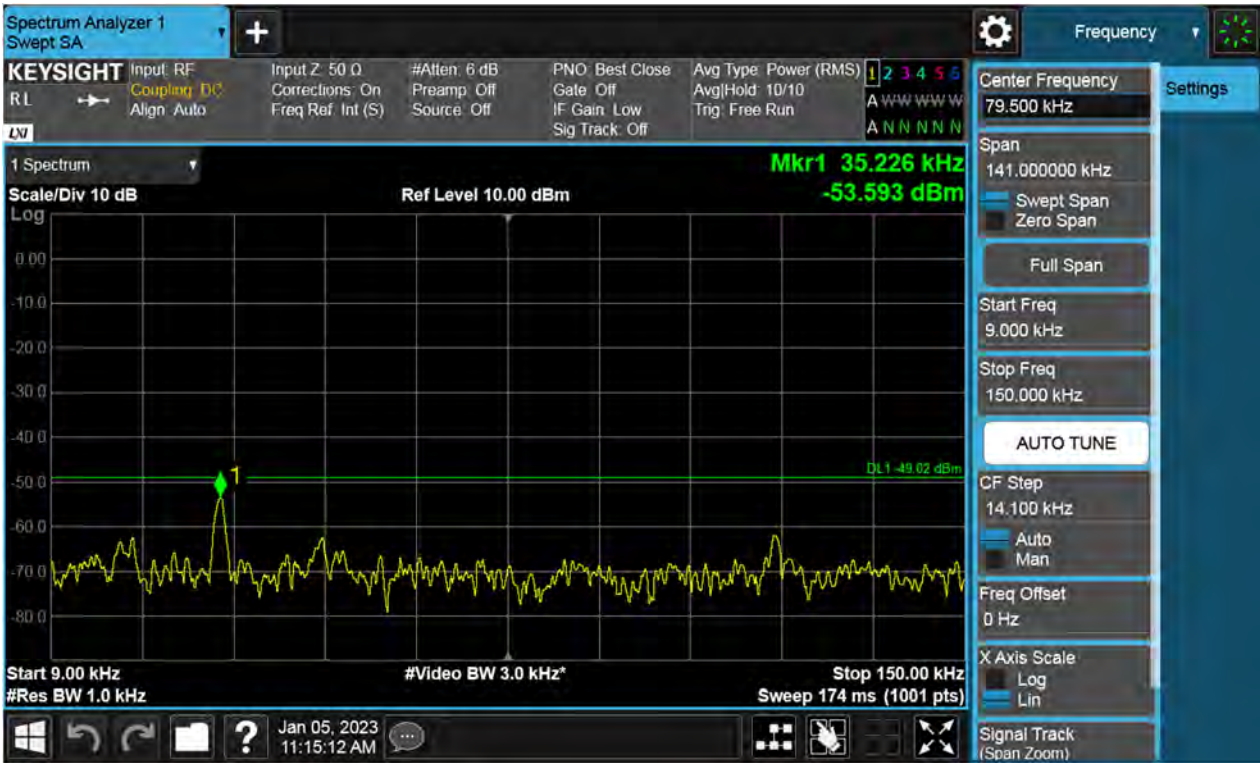 Spectrum Analyzer 1
Swept SA
+
Frequency
KEYSIGHT
R L
LXI
Input: RF
Coupling: DC
Align: Auto
Input Z: 50 Ω
Corrections: On
Freq Ref: Int (S)
#Atten: 6 dB
Preamp: Off
Source: Off
PNO: Best Close
Gate: Off
IF Gain: Low
Sig Track: Off
Avg Type: Power (RMS)
Avg|Hold: 10/10
Trig: Free Run
1 2 3 4 5 6
A W W W W W
A N N N N N
1 Spectrum
Mkr1 35.226 kHz
-53.593 dBm
Scale/Div 10 dB
Ref Level 10.00 dBm
Log
0.00
-10.0
-20.0
-30.0
-40.0
-50.0
-60.0
-70.0
-80.0
1
DL1 -49.02 dBm
Start 9.00 kHz
#Video BW 3.0 kHz*
Stop 150.00 kHz
#Res BW 1.0 kHz
Sweep 174 ms (1001 pts)
Center Frequency
79.500 kHz
Settings
Span
141.000000 kHz
Swept Span
Zero Span
Full Span
Start Freq
9.000 kHz
Stop Freq
150.000 kHz
AUTO TUNE
CF Step
14.100 kHz
Auto
Man
Freq Offset
0 Hz
X Axis Scale
Log
Lin
Signal Track
(Span Zoom)
?
Jan 05, 2023
11:15:12 AM